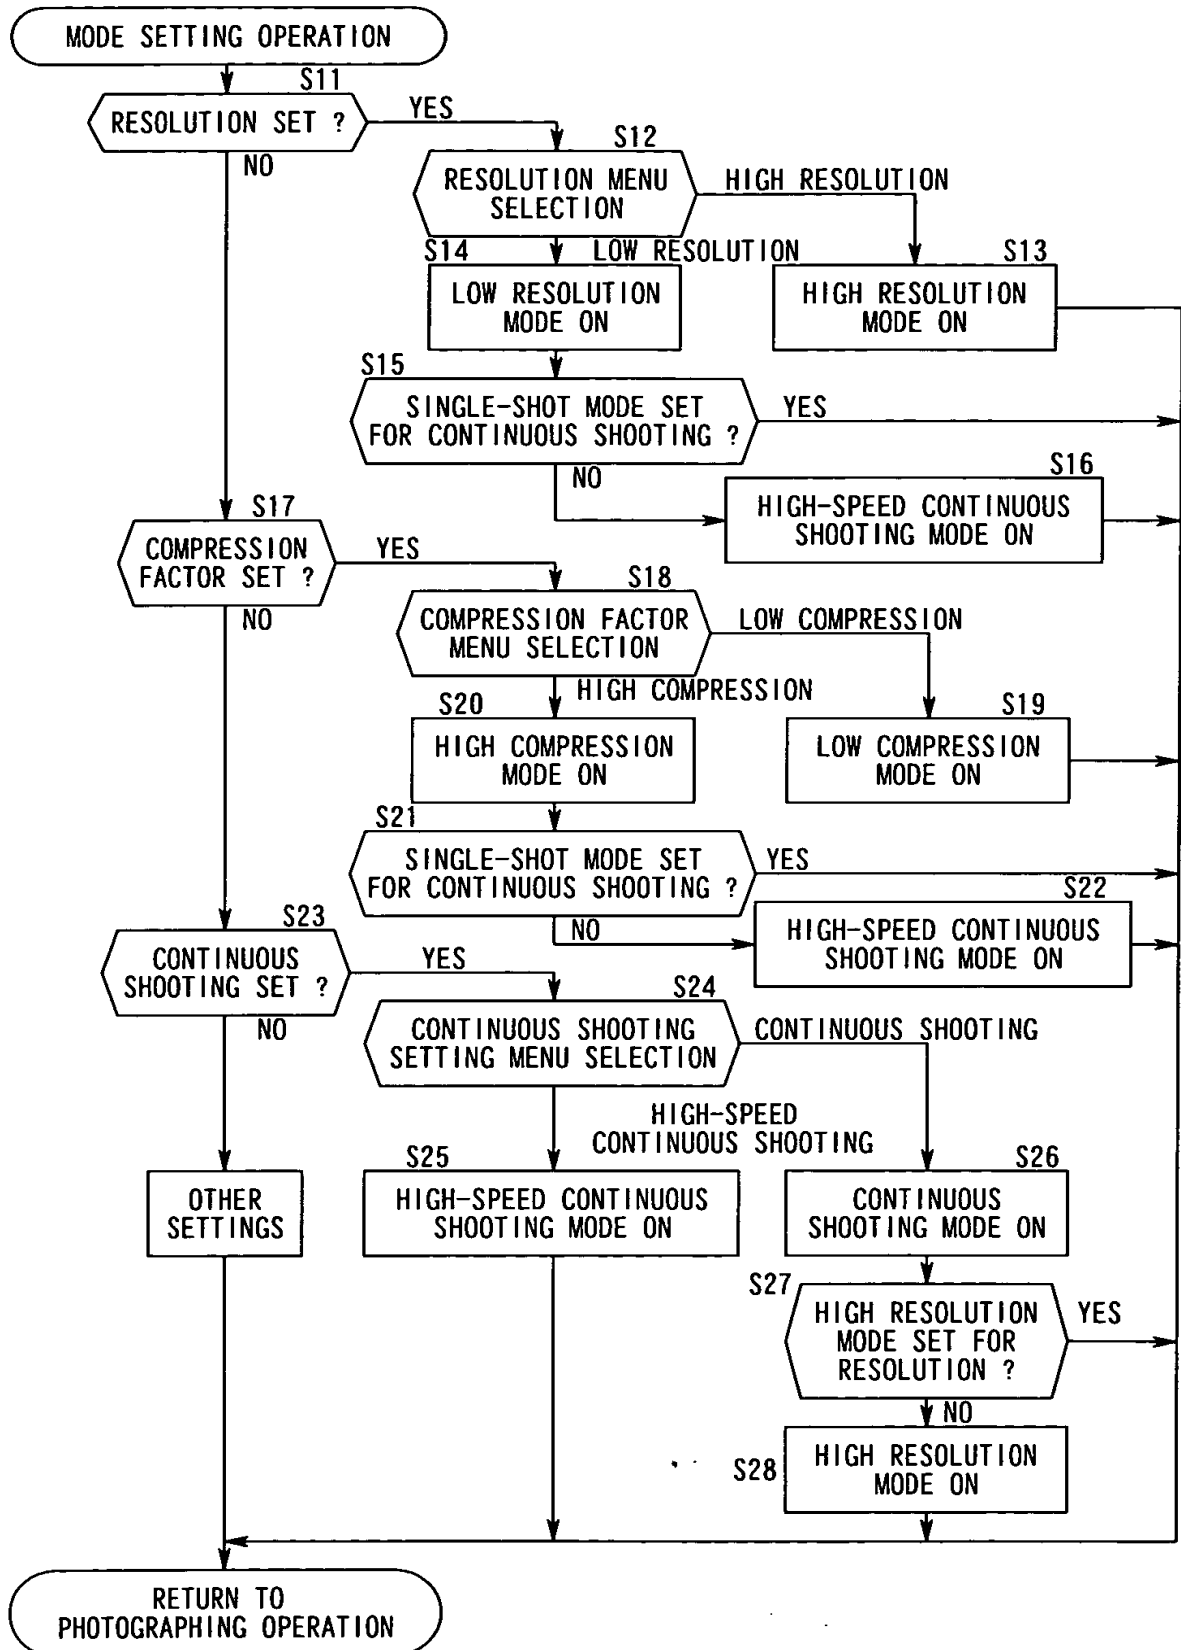 MODE SETTING OPERATION
S11
RESOLUTION SET ?
YES
NO
S12
RESOLUTION MENU
SELECTION
HIGH RESOLUTION
S14
LOW RESOLUTION
S13
LOW RESOLUTION
MODE ON
HIGH RESOLUTION
MODE ON
S15
SINGLE-SHOT MODE SET
FOR CONTINUOUS SHOOTING ?
YES
NO
S16
HIGH-SPEED CONTINUOUS
SHOOTING MODE ON
S17
COMPRESSION
FACTOR SET ?
YES
NO
S18
COMPRESSION FACTOR
MENU SELECTION
LOW COMPRESSION
HIGH COMPRESSION
S20
S19
HIGH COMPRESSION
MODE ON
LOW COMPRESSION
MODE ON
S21
SINGLE-SHOT MODE SET
FOR CONTINUOUS SHOOTING ?
YES
NO
S22
HIGH-SPEED CONTINUOUS
SHOOTING MODE ON
S23
CONTINUOUS
SHOOTING SET ?
YES
NO
S24
CONTINUOUS SHOOTING
SETTING MENU SELECTION
CONTINUOUS SHOOTING
HIGH-SPEED
CONTINUOUS SHOOTING
OTHER
SETTINGS
S25
HIGH-SPEED CONTINUOUS
SHOOTING MODE ON
S26
CONTINUOUS
SHOOTING MODE ON
S27
HIGH RESOLUTION
MODE SET FOR
RESOLUTION ?
YES
NO
S28
HIGH RESOLUTION
MODE ON
RETURN TO
PHOTOGRAPHING OPERATION